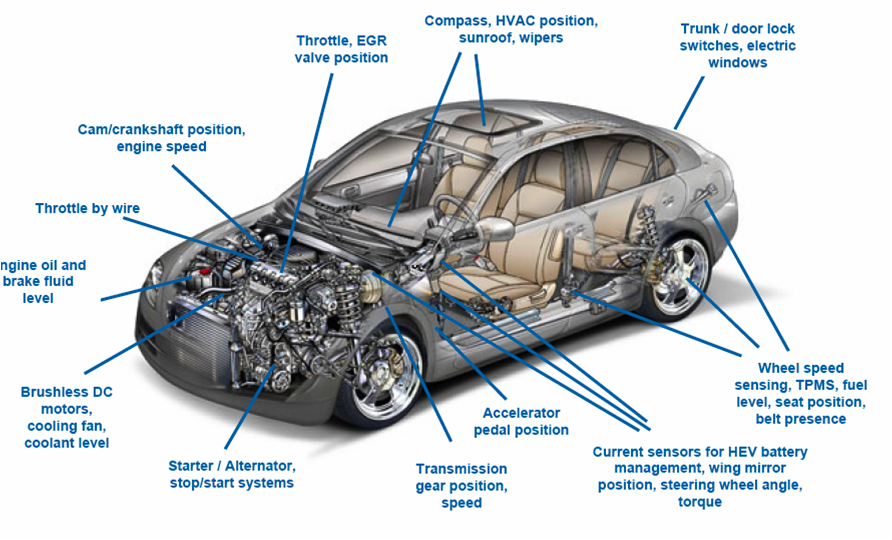 Compass, HVAC position,
sunroof, wipers
Trunk / door lock
switches, electric
windows
Throttle, EGR
valve position
Cam/crankshaft position,
engine speed
Throttle by wire
ngine oil and
brake fluid
level
Brushless DC
motors,
cooling fan,
coolant level
Starter / Alternator,
stop/start systems
Transmission
gear position,
speed
Accelerator
pedal position
Current sensors for HEV battery
management, wing mirror
position, steering wheel angle,
torque
Wheel speed
sensing, TPMS, fuel
level, seat position,
belt presence